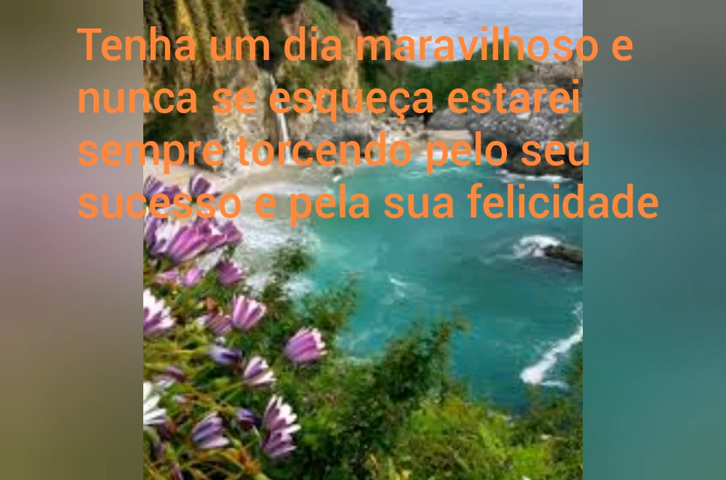 Tenha um dia maravilhoso e
nunca se esqueça estarei
sempre torcendo pelo seu
sucesso e pela sua felicidade